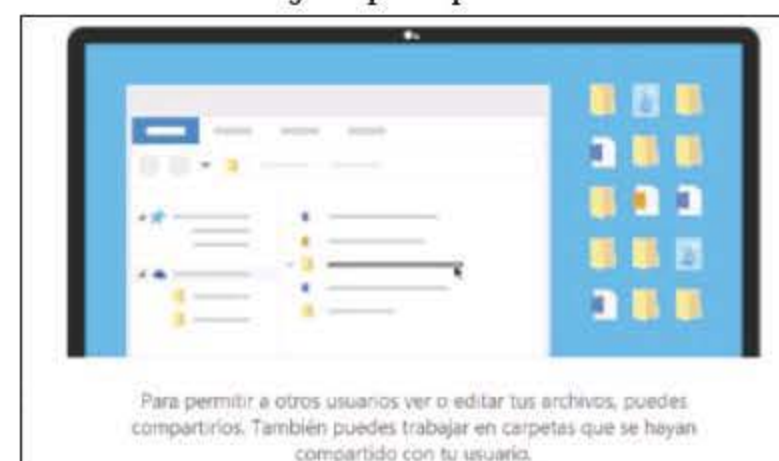 Para permitir a otros usuarios ver o editar tus archivos, puedes
compartirlos. También puedes trabajar en carpetas que se hayan
compartido con tu usuario.